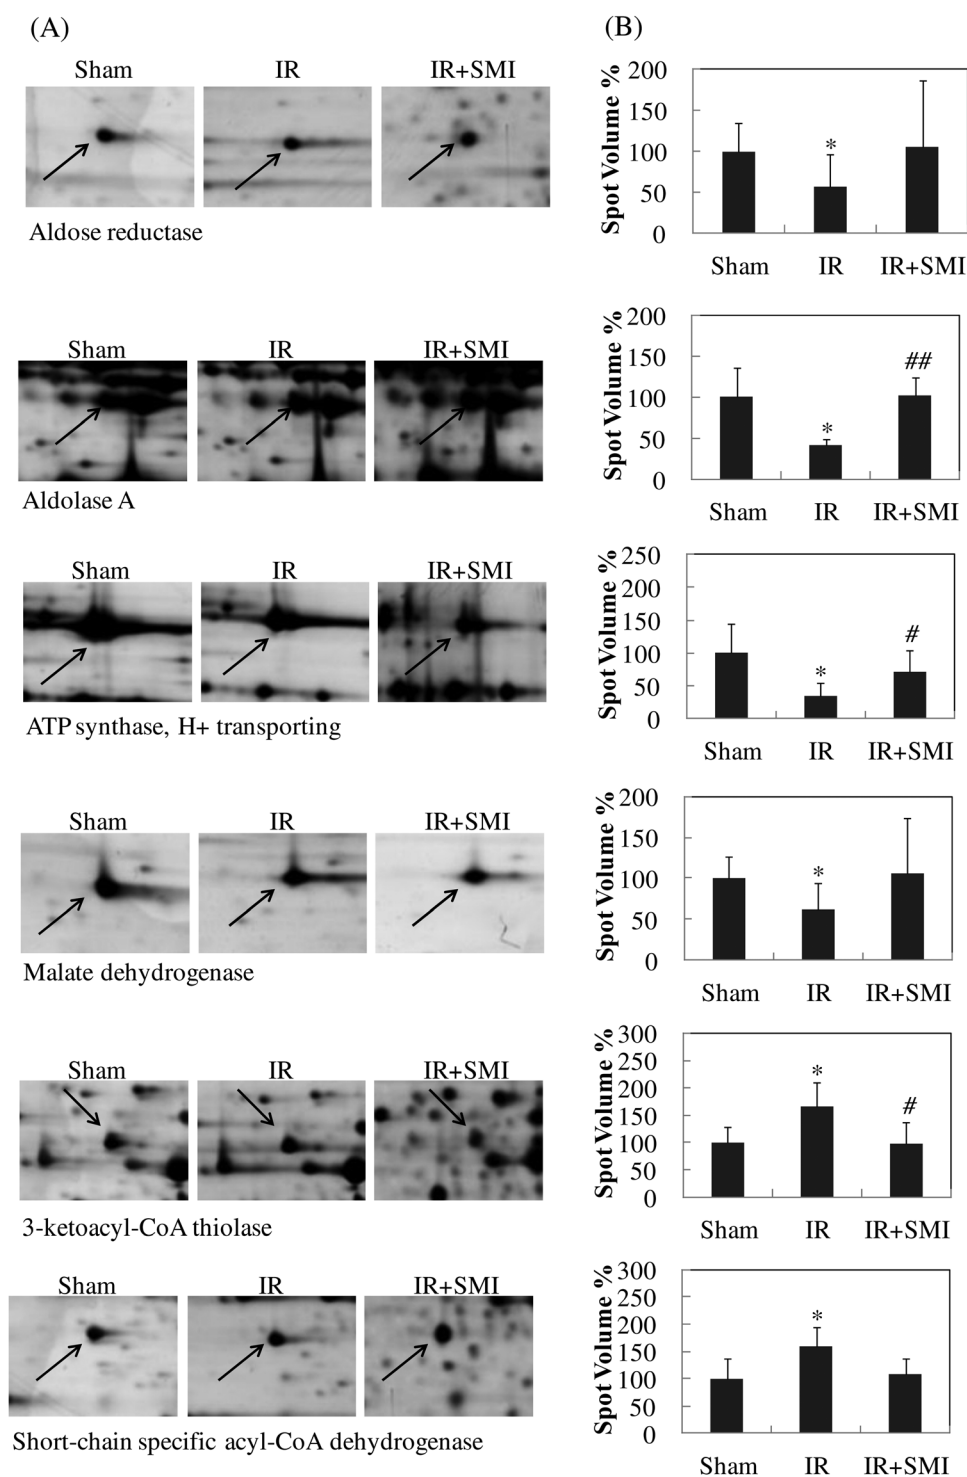 (A)
(B)
Sham IR IR+SMI
Aldose reductase
Spot Volume %
200
150
100
50
0
*
Sham IR IR+SMI
Sham IR IR+SMI
Aldolase A
Spot Volume %
200
150
100
50
0
*
##
Sham IR IR+SMI
Sham IR IR+SMI
ATP synthase, H+ transporting
Spot Volume %
250
200
150
100
50
0
*
#
Sham IR IR+SMI
Sham IR IR+SMI
Malate dehydrogenase
Spot Volume %
200
150
100
50
0
*
Sham IR IR+SMI
Sham IR IR+SMI
3-ketoacyl-CoA thiolase
Spot Volume %
300
250
200
150
100
50
0
*
#
Sham IR IR+SMI
Sham IR IR+SMI
Short-chain specific acyl-CoA dehydrogenase
Spot Volume %
300
250
200
150
100
50
0
*
Sham IR IR+SMI